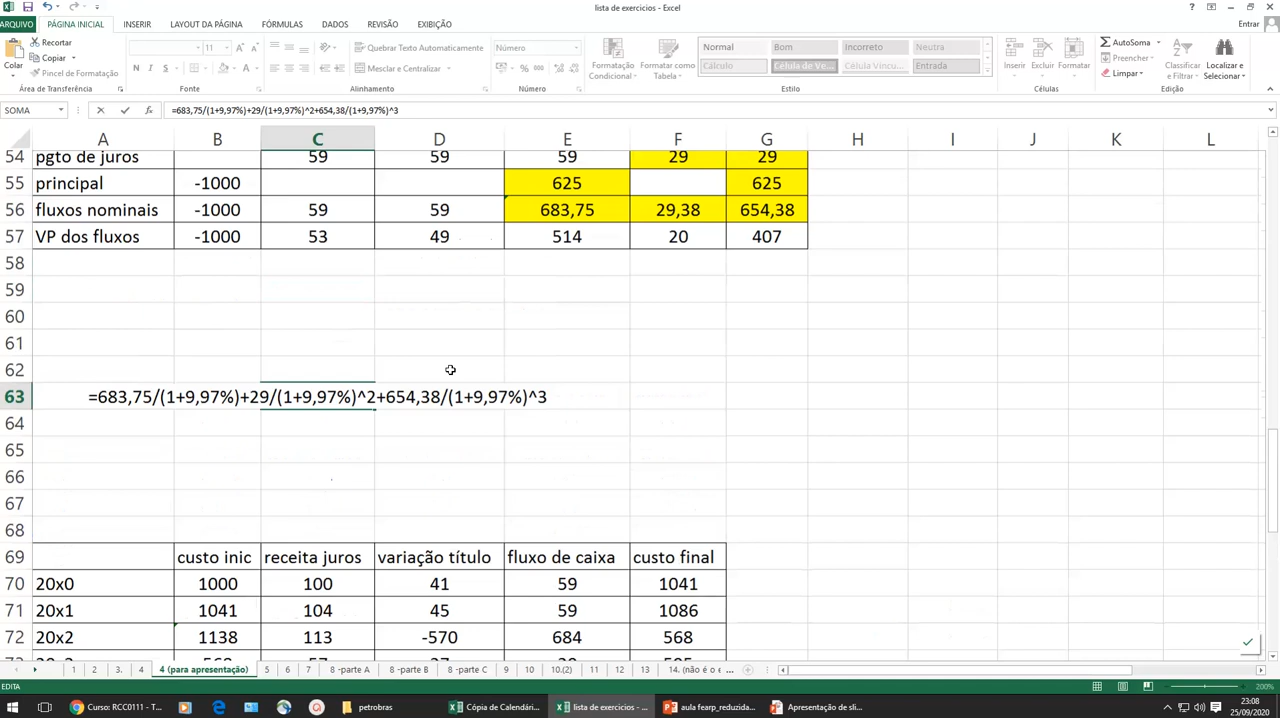 lista de exercicios - Excel
?
Entrar
ARQUIVO PÁGINA INICIAL INSERIR LAYOUT DA PÁGINA FÓRMULAS DADOS REVISÃO EXIBIÇÃO
Colar
Recortar
Copiar
Pincel de Formatação
Área de Transferência
11
N I S
Fonte
Quebrar Texto Automaticamente
Mesclar e Centralizar
Alinhamento
Número
% 000
Número
Formatação Condicional
Formatar como Tabela
Normal Bom Incorreto Neutra
Cálculo Célula de Ve... Célula Víncu... Entrada
Estilo
Inserir Excluir Formatar
Células
AutoSoma
Preencher
Limpar
Classificar e Filtrar
Localizar e Selecionar
Edição
SOMA =683,75/(1+9,97%)+29/(1+9,97%)^2+654,38/(1+9,97%)^3
A B C D E F G H I J K L
54 pgto de juros 59 59 59 29 29
55 principal -1000 625 625
56 fluxos nominais -1000 59 59 683,75 29,38 654,38
57 VP dos fluxos -1000 53 49 514 20 407
58
59
60
61
62
63 =683,75/(1+9,97%)+29/(1+9,97%)^2+654,38/(1+9,97%)^3
64
65
66
67
68
69 custo inic receita juros variação título fluxo de caixa custo final
70 20x0 1000 100 41 59 1041
71 20x1 1041 104 45 59 1086
72 20x2 1138 113 -570 684 568
... 1 2 3. 4 4 (para apresentação) 5 6 7 8 -parte A 8 -parte B 8 -parte C 9 10 10.(2) 11 12 13 14. (não é o e ...
EDITA
200%
Curso: RCC0111 - T...
petrobras
Cópia de Calendári...
lista de exercicios - ...
aula fearp_reduzida...
Apresentação de sli...
23:08
25/09/2020